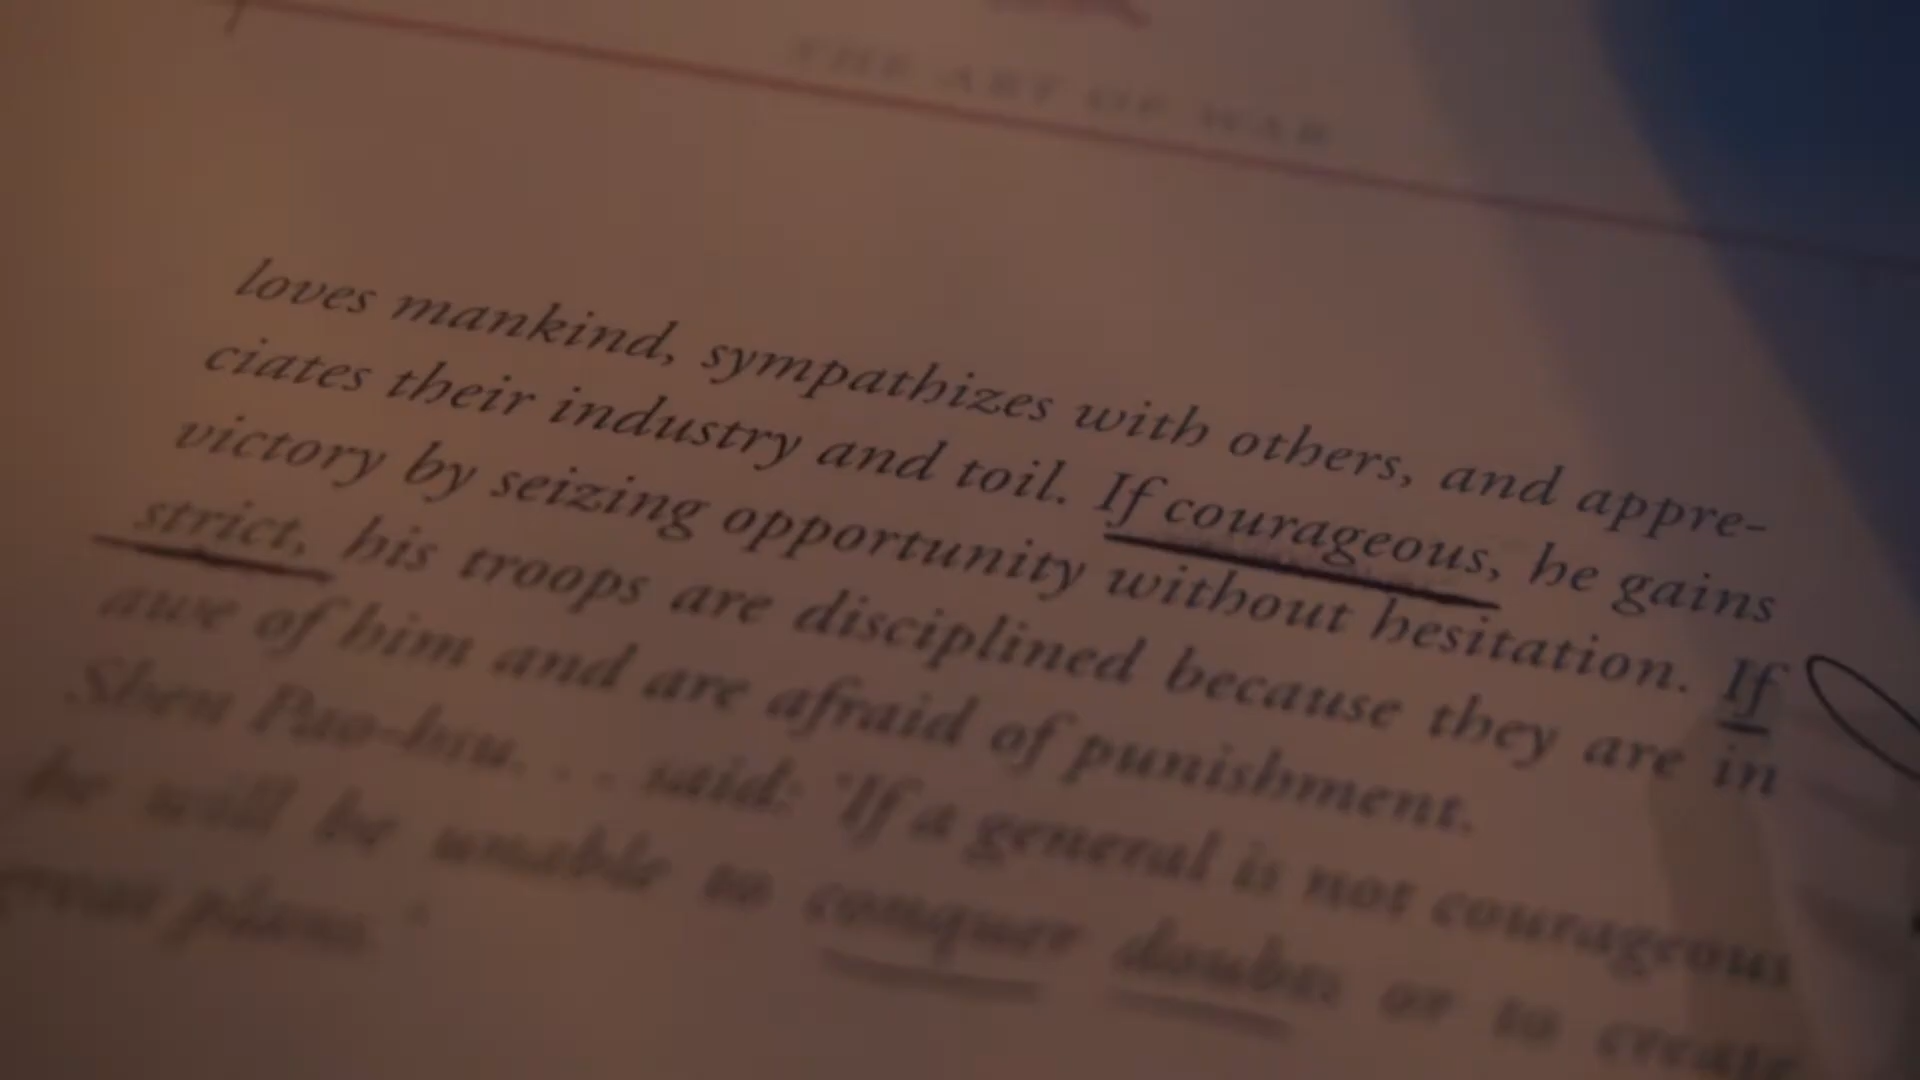 THE ART OF WAR
loves mankind, sympathizes with others, and appre-
ciates their industry and toil. If courageous, he gains
victory by seizing opportunity without hesitation. If
strict, his troops are disciplined because they are in
awe of him and are afraid of punishment.
Shen Pao-hsu. . . said: 'If a general is not courageous
he will be unable to conquer doubts or to create
great plans.'